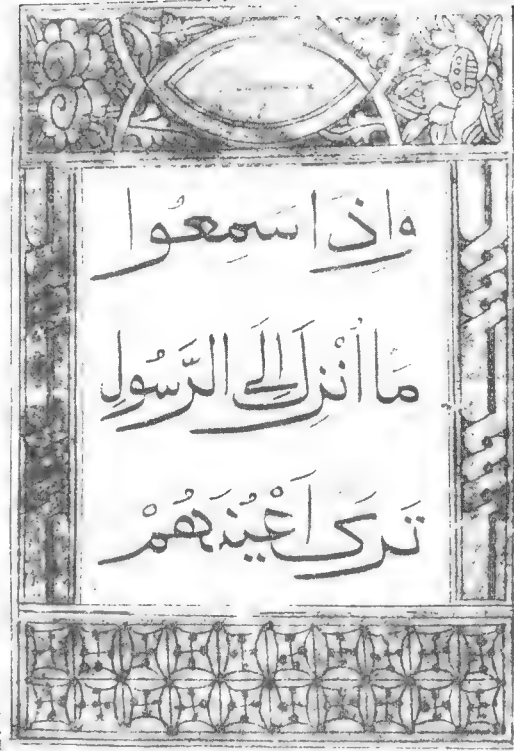 وَاِذَا سَمِعُوا
مَا اُنْزِلَ اِلَى الرَّسُولِ
تَرَى اَعْيُنَهُمْ